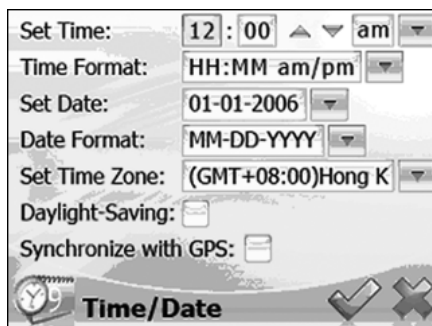 Set Time: 12 : 00 am
Time Format: HH:MM am/pm
Set Date: 01-01-2006
Date Format: MM-DD-YYYY
Set Time Zone: (GMT+08:00)Hong K
Daylight-Saving:
Synchronize with GPS:
Time/Date